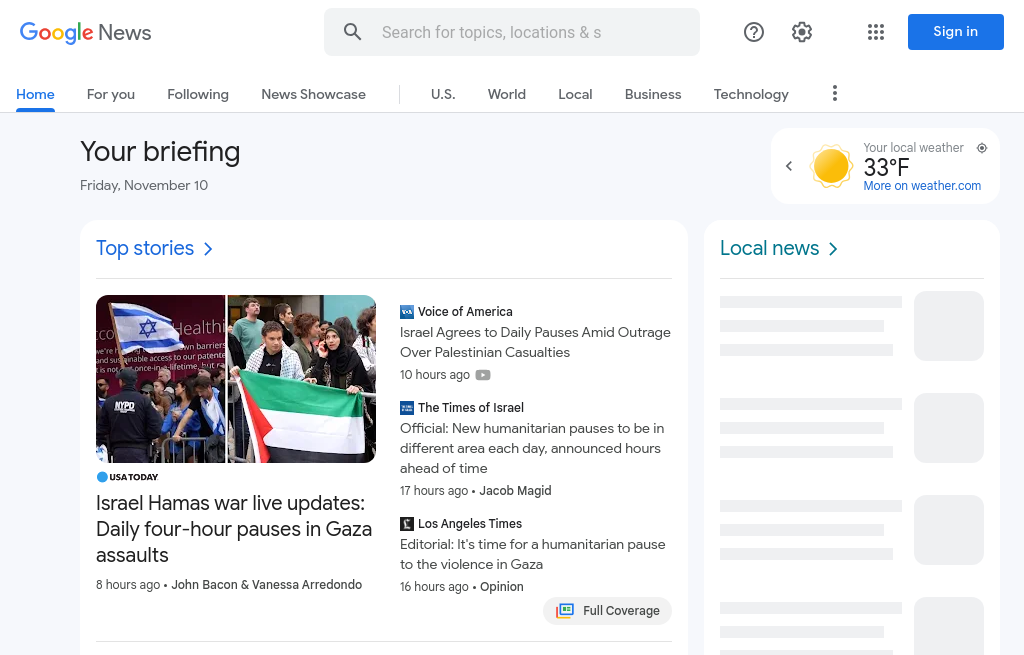 Google News
Search for topics, locations & s
Sign in
Home
For you
Following
News Showcase
U.S.
World
Local
Business
Technology
Your briefing
Friday, November 10
Your local weather
33°F
More on weather.com
Top stories
Local news
Healthi
NYPD
USA TODAY
Israel Hamas war live updates:
Daily four-hour pauses in Gaza
assaults
8 hours ago • John Bacon & Vanessa Arredondo
VOA Voice of America
Israel Agrees to Daily Pauses Amid Outrage
Over Palestinian Casualties
10 hours ago
The Times of Israel
Official: New humanitarian pauses to be in
different area each day, announced hours
ahead of time
17 hours ago • Jacob Magid
Los Angeles Times
Editorial: It's time for a humanitarian pause
to the violence in Gaza
16 hours ago • Opinion
Full Coverage